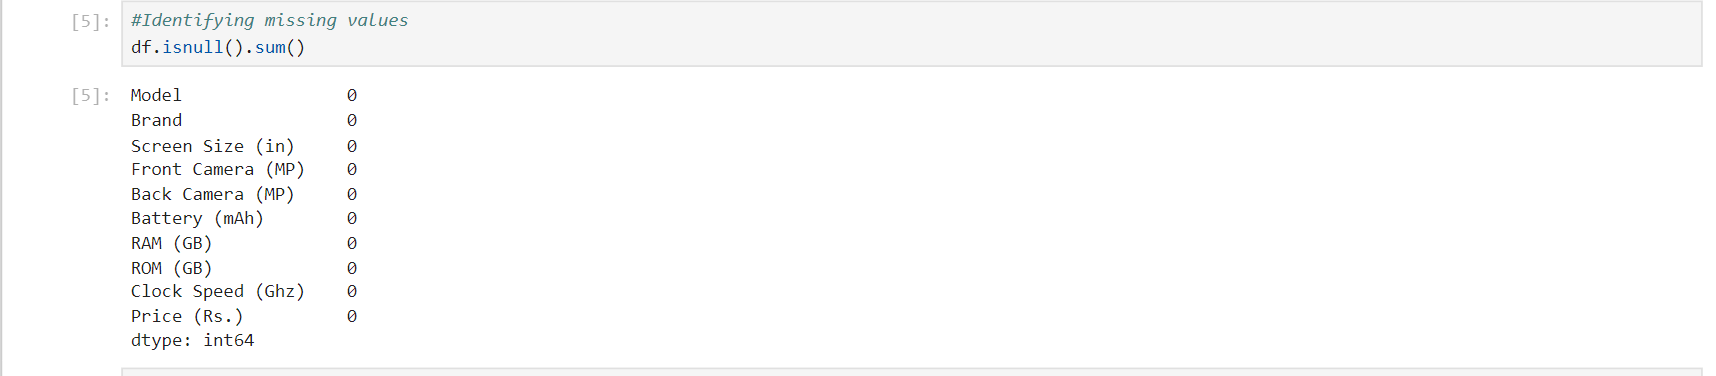 [5]: #Identifying missing values
df.isnull().sum()
[5]: Model 0
Brand 0
Screen Size (in) 0
Front Camera (MP) 0
Back Camera (MP) 0
Battery (mAh) 0
RAM (GB) 0
ROM (GB) 0
Clock Speed (Ghz) 0
Price (Rs.) 0
dtype: int64